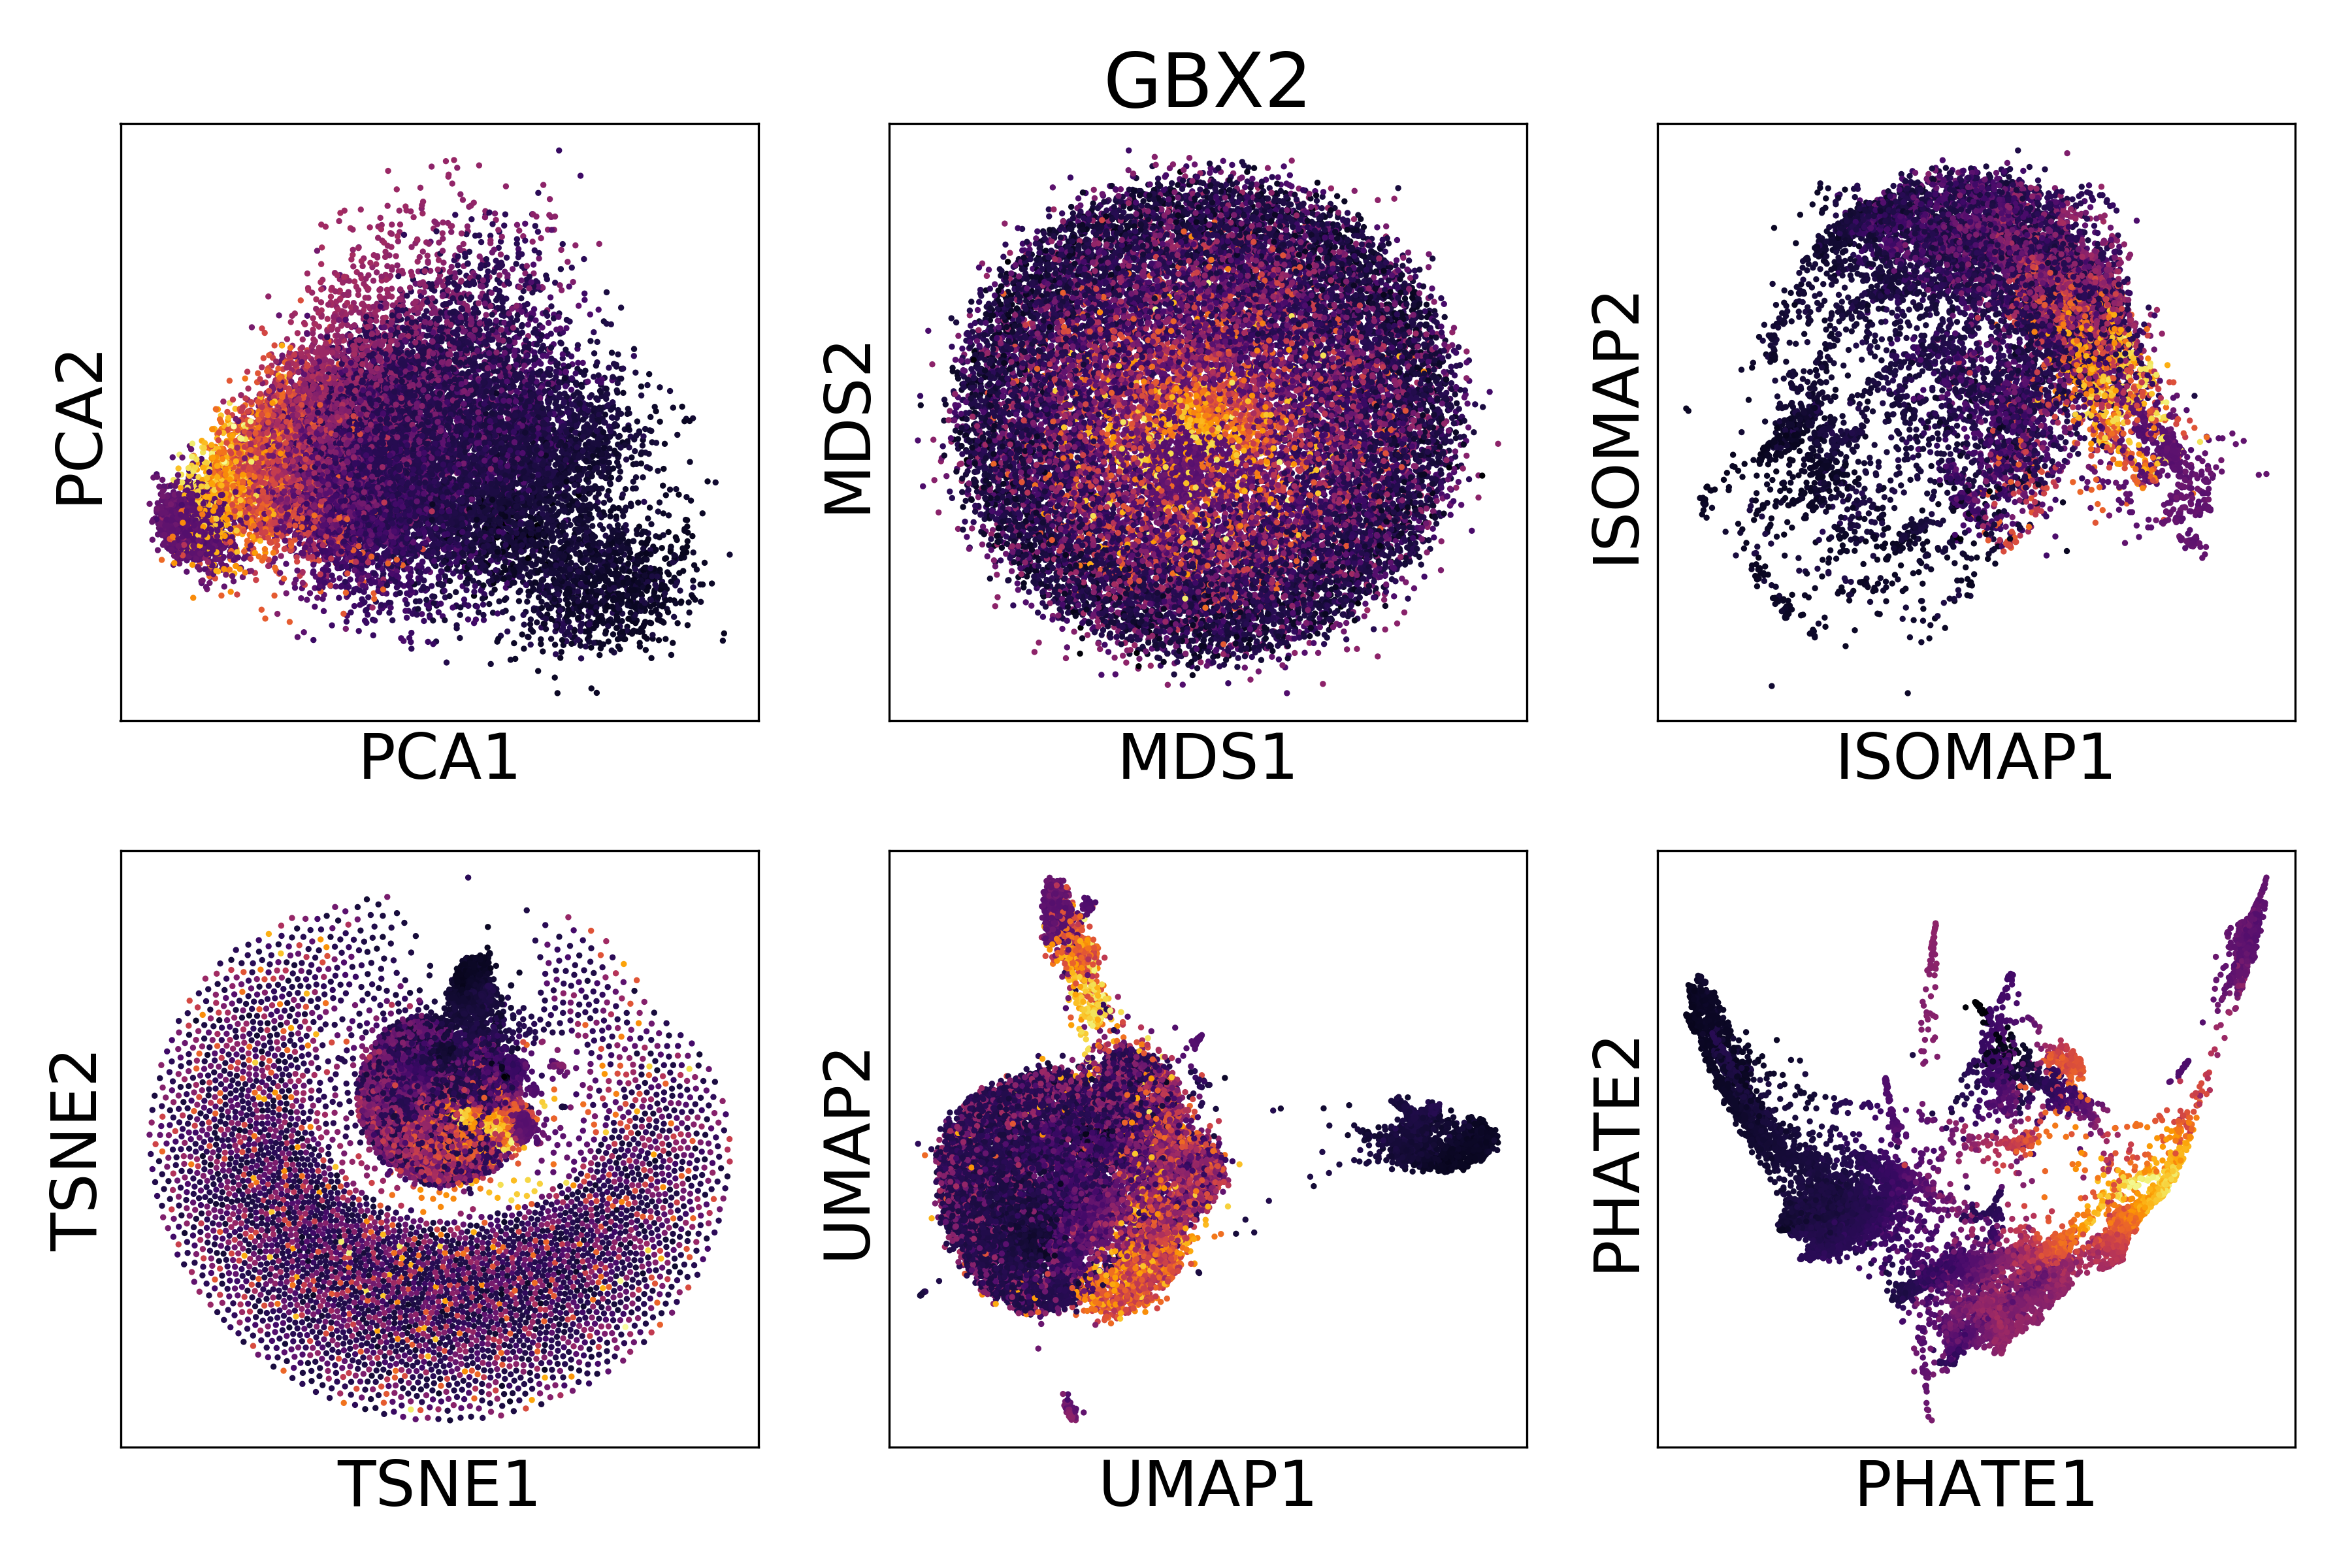 GBX2
PCA2
PCA1
MDS2
MDS1
ISOMAP2
ISOMAP1
TSNE2
TSNE1
UMAP2
UMAP1
PHATE2
PHATE1